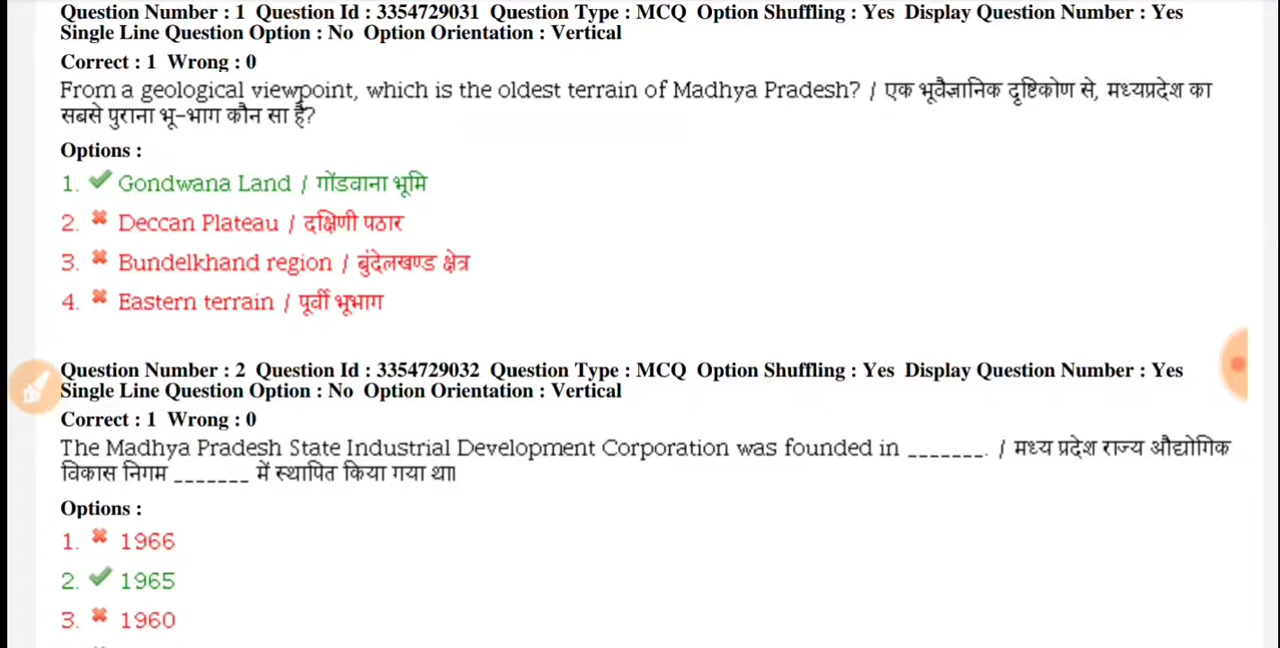 Question Number : 1 Question Id : 3354729031 Question Type : MCQ Option Shuffling : Yes Display Question Number : Yes
Single Line Question Option : No Option Orientation : Vertical
Correct : 1 Wrong : 0
From a geological viewpoint, which is the oldest terrain of Madhya Pradesh? / एक भूवैज्ञानिक दृष्टिकोण से, मध्यप्रदेश का
सबसे पुराना भू-भाग कौन सा है?
Options :
1. Gondwana Land / गोंडवाना भूमि
2. Deccan Plateau / दक्षिणी पठार
3. Bundelkhand region / बुंदेलखण्ड क्षेत्र
4. Eastern terrain / पूर्वी भूभाग
Question Number : 2 Question Id : 3354729032 Question Type : MCQ Option Shuffling : Yes Display Question Number : Yes
Single Line Question Option : No Option Orientation : Vertical
Correct : 1 Wrong : 0
The Madhya Pradesh State Industrial Development Corporation was founded in _______. / मध्य प्रदेश राज्य औद्योगिक
विकास निगम _______ में स्थापित किया गया था।
Options :
1. 1966
2. 1965
3. 1960